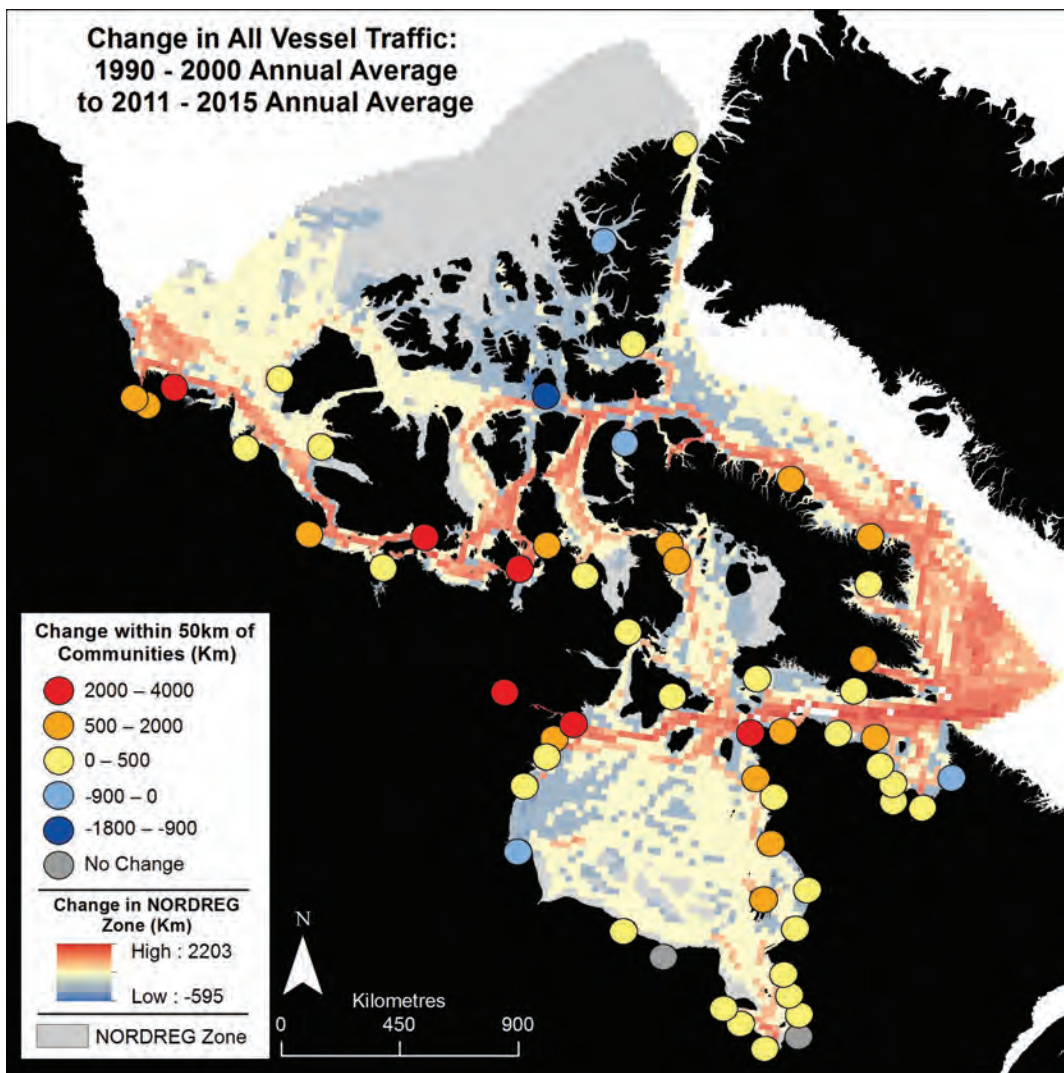 Change in All Vessel Traffic:
1990 - 2000 Annual Average
to 2011 - 2015 Annual Average
Change within 50km of
Communities (Km)
2000 – 4000
500 – 2000
0 – 500
-900 – 0
-1800 – -900
No Change
Change in NORDREG
Zone (Km)
High : 2203
Low : -595
NORDREG Zone
N
Kilometres
0 450 900